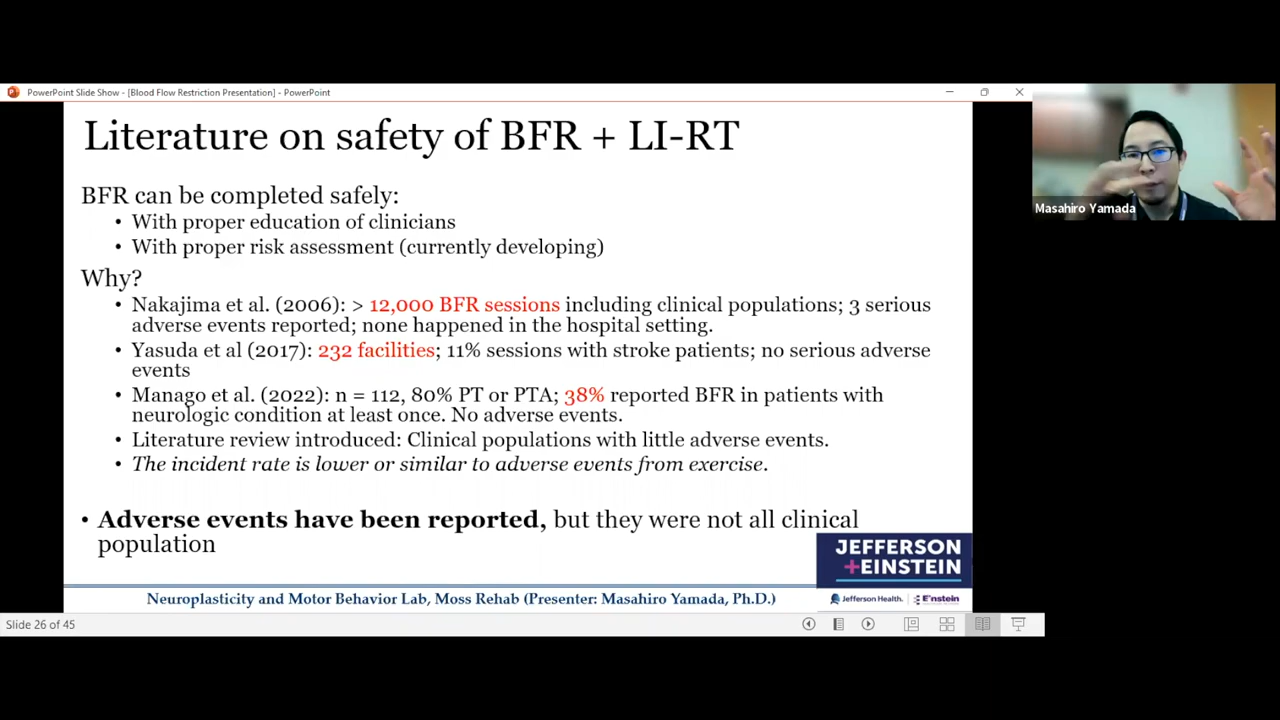 PowerPoint Slide Show - [Blood Flow Restriction Presentation] - PowerPoint
Literature on safety of BFR + LI-RT
BFR can be completed safely:
• With proper education of clinicians
• With proper risk assessment (currently developing)
Why?
• Nakajima et al. (2006): > 12,000 BFR sessions including clinical populations; 3 serious
adverse events reported; none happened in the hospital setting.
• Yasuda et al (2017): 232 facilities; 11% sessions with stroke patients; no serious adverse
events
• Manago et al. (2022): n = 112, 80% PT or PTA; 38% reported BFR in patients with
neurologic condition at least once. No adverse events.
• Literature review introduced: Clinical populations with little adverse events.
• The incident rate is lower or similar to adverse events from exercise.
• Adverse events have been reported, but they were not all clinical
population
JEFFERSON
+EINSTEIN
Neuroplasticity and Motor Behavior Lab, Moss Rehab (Presenter: Masahiro Yamada, Ph.D.)
Jefferson Health. | Einstein
Slide 26 of 45
Masahiro Yamada